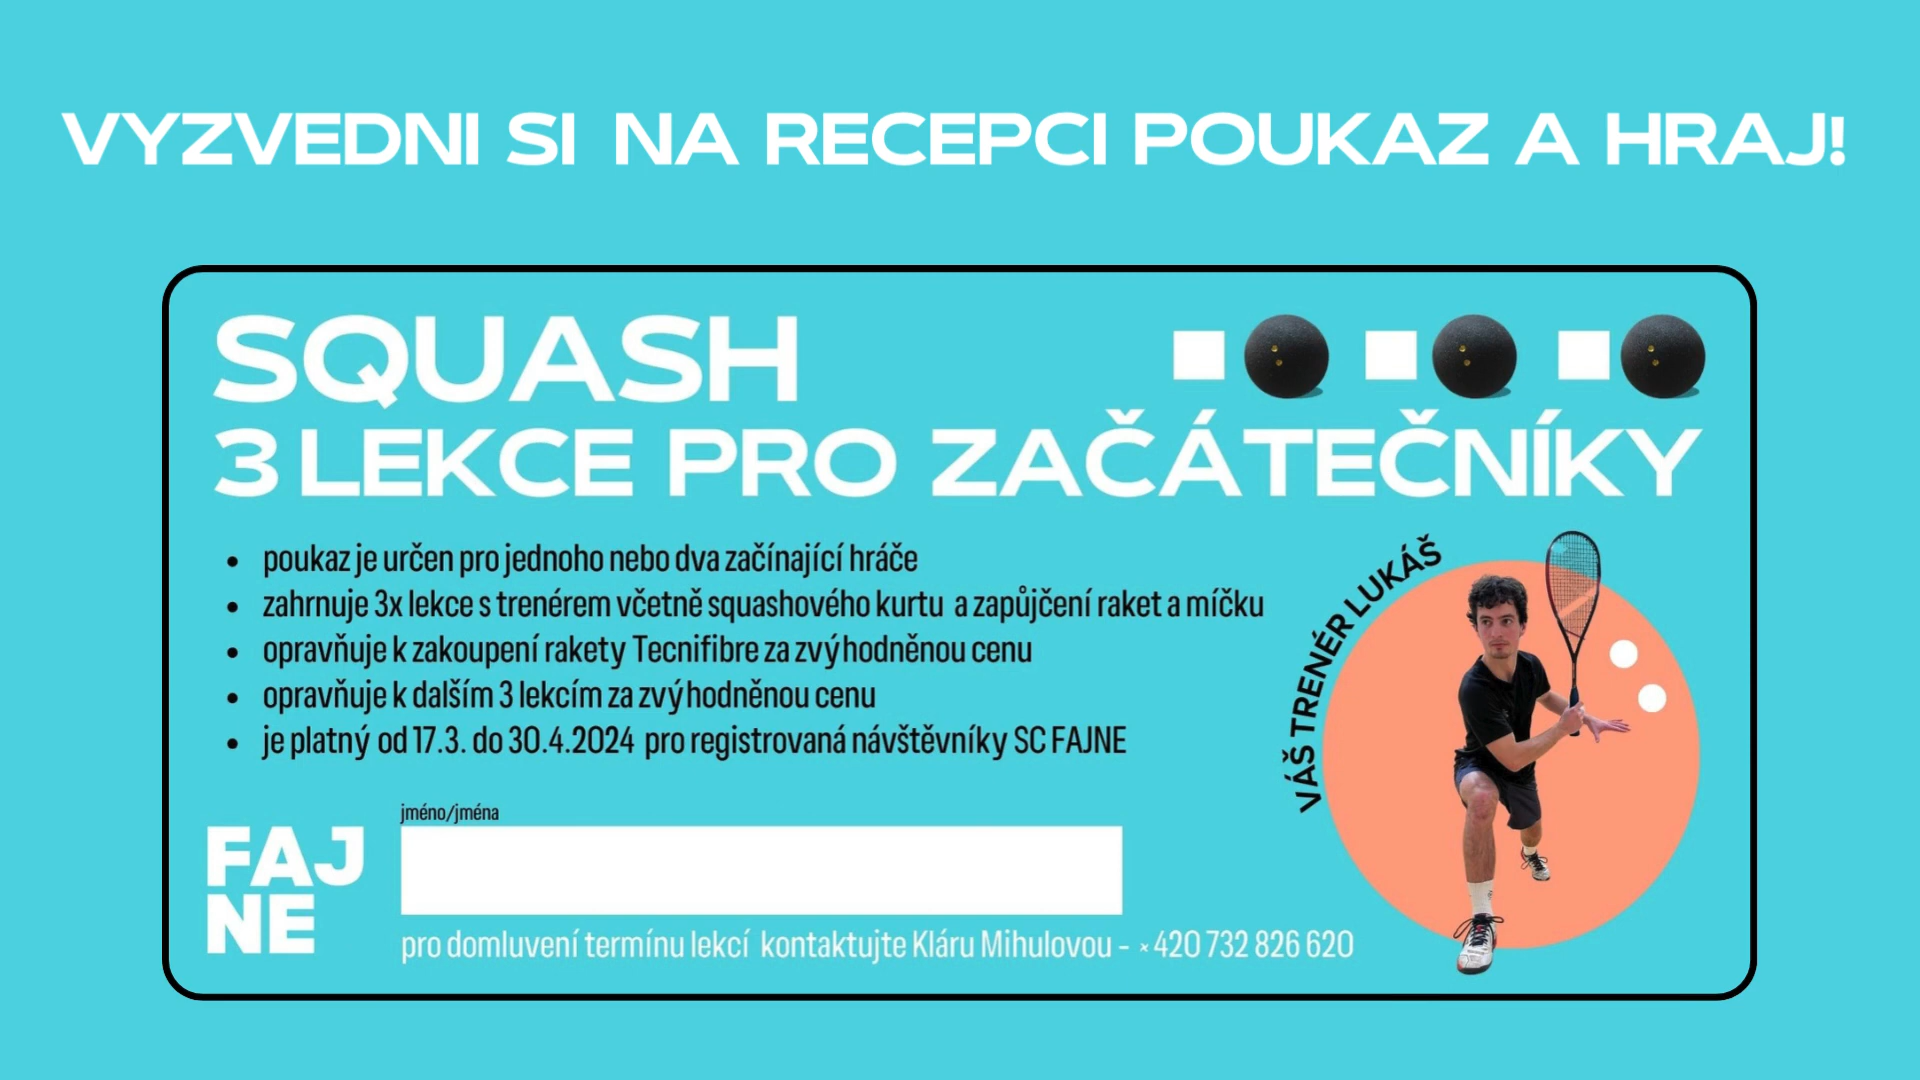 VYZVEDNI SI NA RECEPCI POUKAZ A HRAJ!
SQUASH
3 LEKCE PRO ZAČÁTEČNÍKY
• poukaz je určen pro jednoho nebo dva začínající hráče
• zahrnuje 3x lekce s trenérem včetně squashového kurtu a zapůjčení raket a míčku
• opravňuje k zakoupení rakety Tecnifibre za zvýhodněnou cenu
• opravňuje k dalším 3 lekcím za zvýhodněnou cenu
• je platný od 17.3. do 30.4.2024 pro registrovaná návštěvníky SC FAJNE
VÁŠ TRENÉR LUKÁŠ
jméno/jména
FAJ
NE
pro domluvení termínu lekcí kontaktujte Kláru Mihulovou - +420 732 826 620